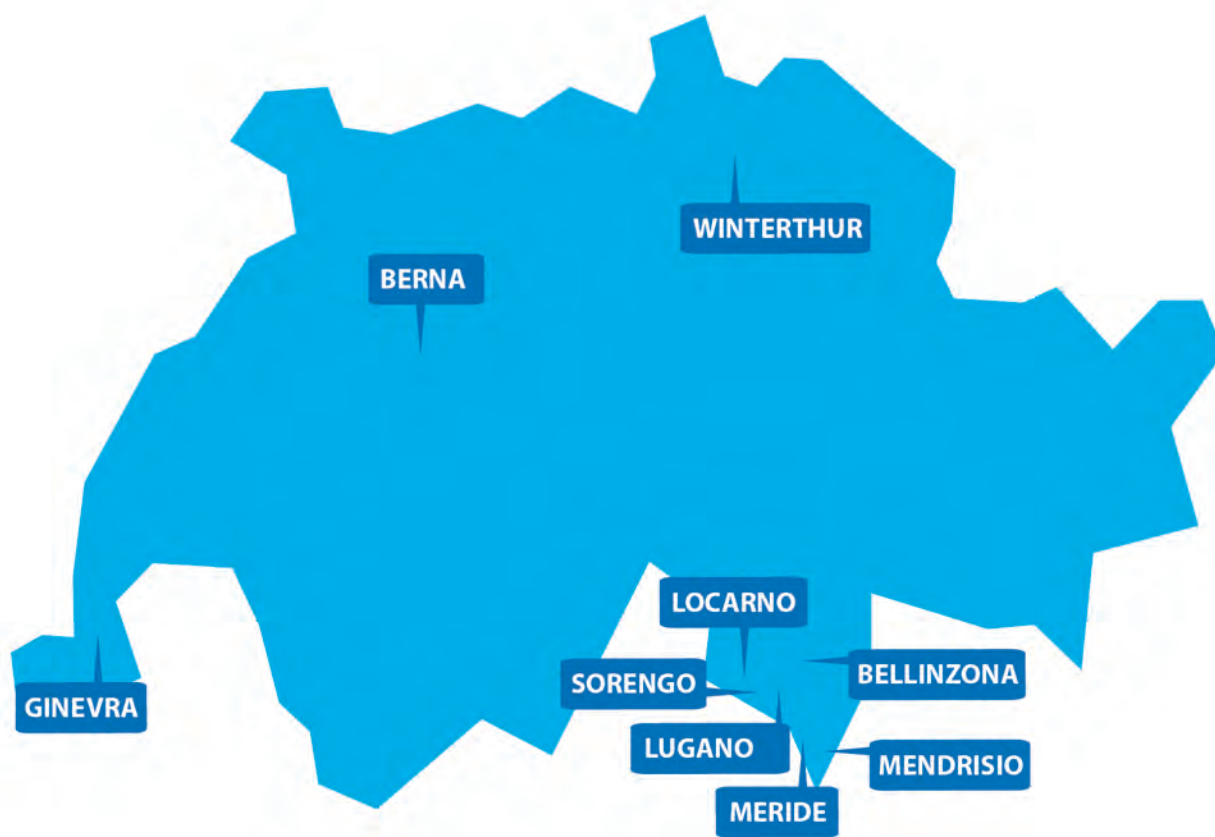 WINTERTHUR
BERNA
LOCARNO
SORENGO
BELLINZONA
GINEVRA
LUGANO
MENDRISIO
MERIDE